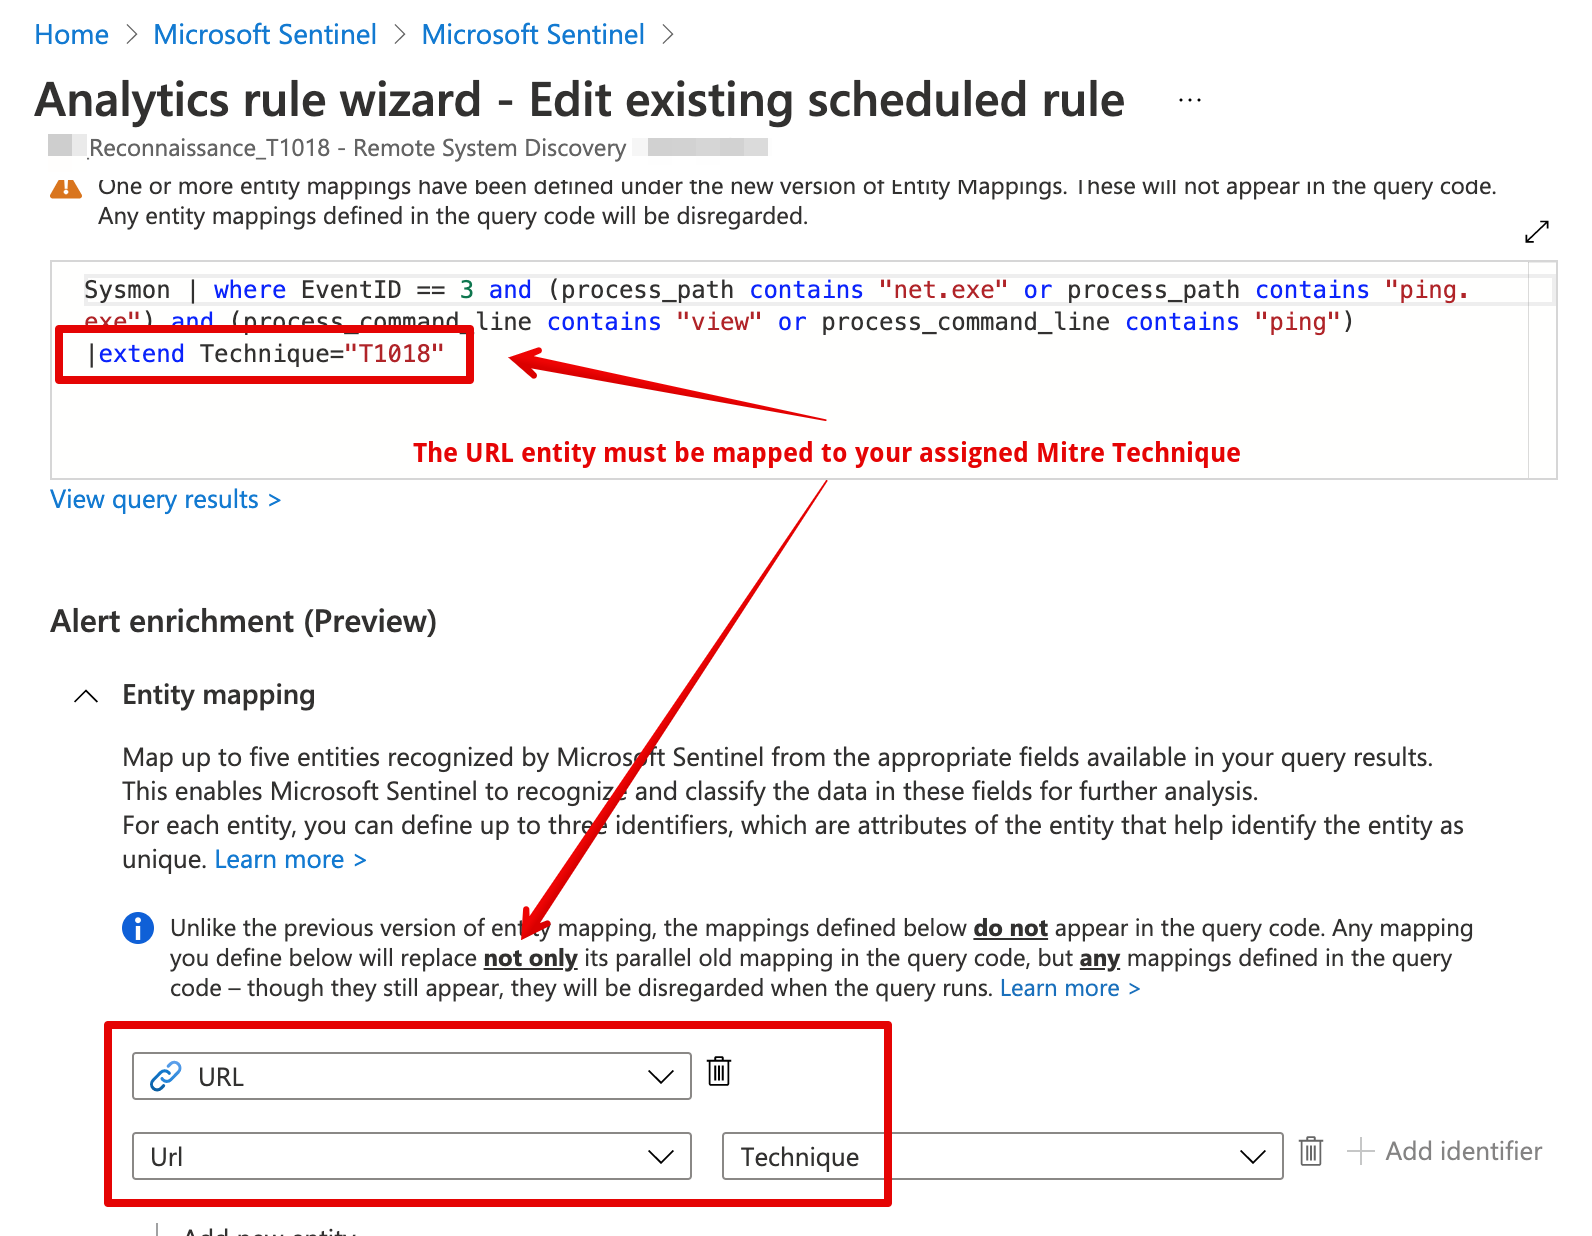 Home > Microsoft Sentinel > Microsoft Sentinel >
Analytics rule wizard - Edit existing scheduled rule ...
_Reconnaissance_T1018 - Remote System Discovery
One or more entity mappings have been defined under the new version of Entity Mappings. These will not appear in the query code.
Any entity mappings defined in the query code will be disregarded.
Sysmon | where EventID == 3 and (process_path contains "net.exe" or process_path contains "ping.
exe") and (process_command_line contains "view" or process_command_line contains "ping")
|extend Technique="T1018"
The URL entity must be mapped to your assigned Mitre Technique
View query results >
Alert enrichment (Preview)
Entity mapping
Map up to five entities recognized by Microsoft Sentinel from the appropriate fields available in your query results.
This enables Microsoft Sentinel to recognize and classify the data in these fields for further analysis.
For each entity, you can define up to three identifiers, which are attributes of the entity that help identify the entity as
unique. Learn more >
Unlike the previous version of entity mapping, the mappings defined below do not appear in the query code. Any mapping
you define below will replace not only its parallel old mapping in the query code, but any mappings defined in the query
code – though they still appear, they will be disregarded when the query runs. Learn more >
URL
Url
Technique
Add identifier
Add new entity